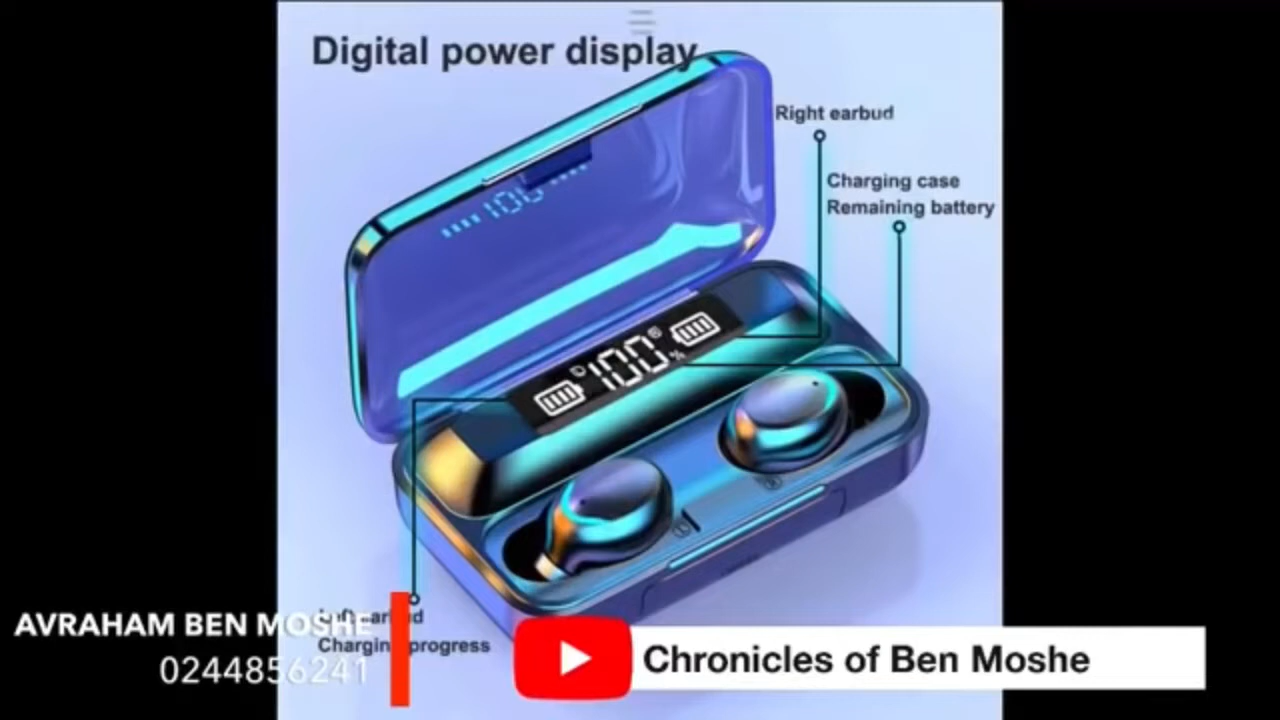 Digital power display
Right earbud
Charging case
Remaining battery
100%
Charging progress
AVRAHAM BEN MOSHE
0244856241
Chronicles of Ben Moshe